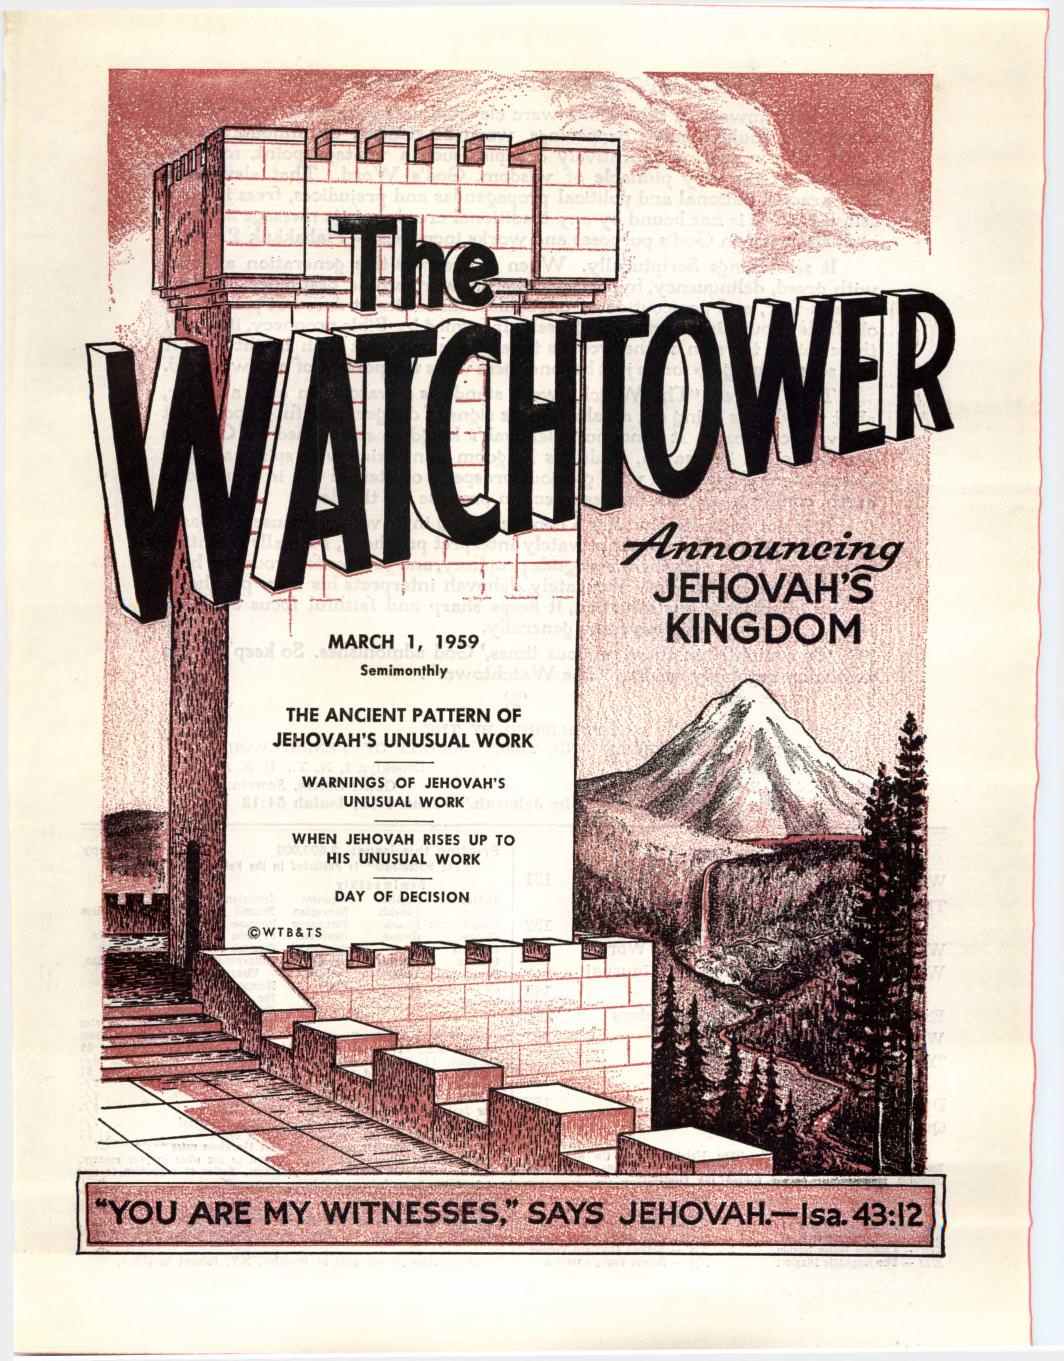 The
WATCHTOWER
Announcing
JEHOVAH'S
KINGDOM
MARCH 1, 1959
Semimonthly
THE ANCIENT PATTERN OF
JEHOVAH'S UNUSUAL WORK
WARNINGS OF JEHOVAH'S
UNUSUAL WORK
WHEN JEHOVAH RISES UP TO
HIS UNUSUAL WORK
DAY OF DECISION
©WTB&TS
"YOU ARE MY WITNESSES," SAYS JEHOVAH.—Isa. 43:12